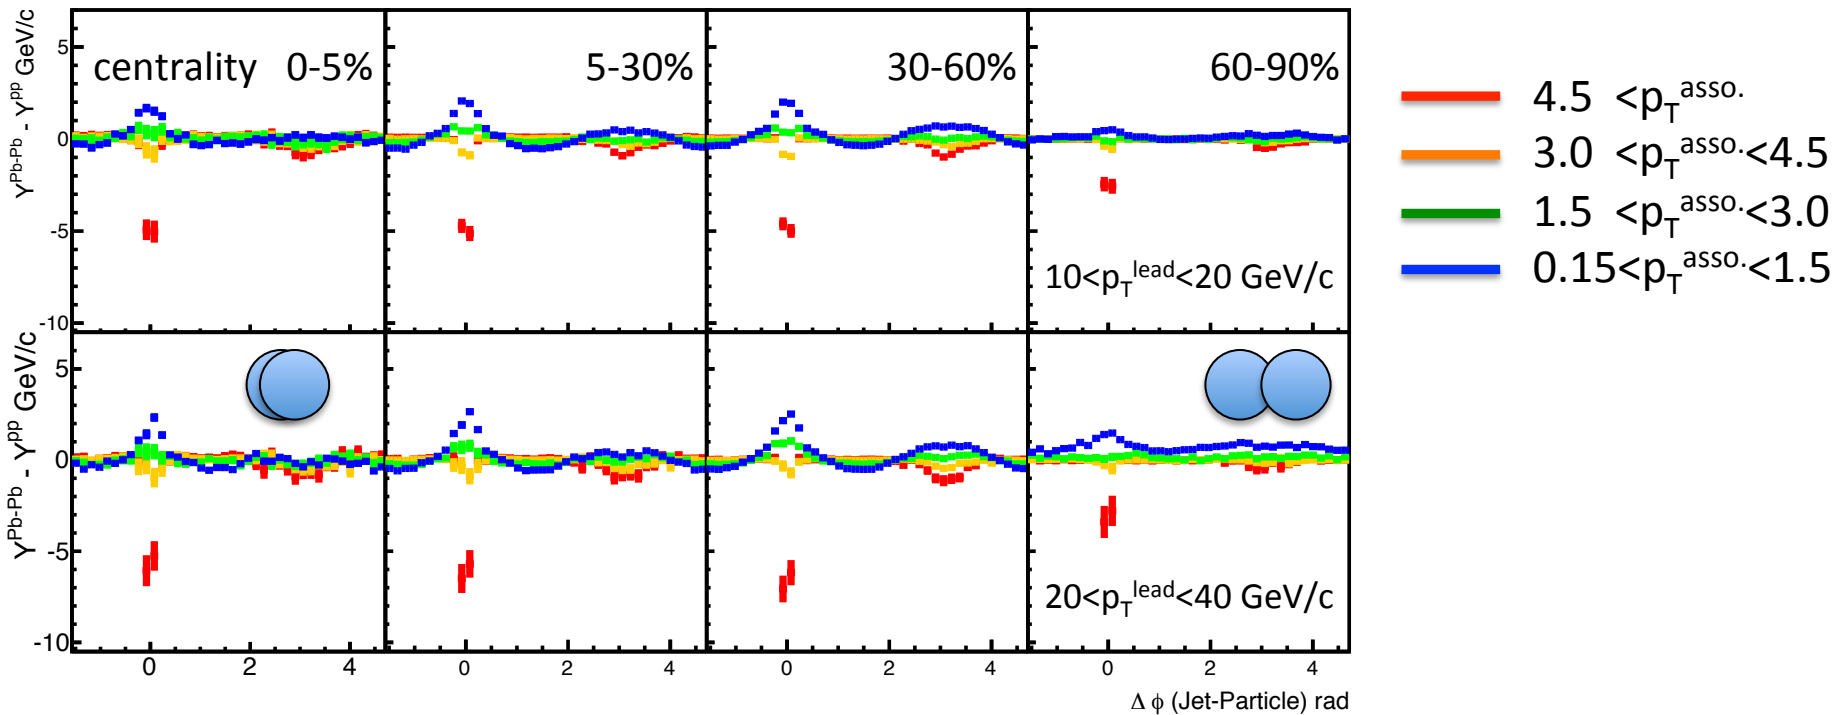 Y^Pb-Pb - Y^pp GeV/c
5
0
-5
-10
centrality 0-5%
5-30%
30-60%
60-90%
10<p_T^lead<20 GeV/c
4.5 <p_T^asso.
3.0 <p_T^asso.<4.5
1.5 <p_T^asso.<3.0
0.15<p_T^asso.<1.5
Y^Pb-Pb - Y^pp GeV/c
5
0
-5
-10
20<p_T^lead<40 GeV/c
0 2 4
0 2 4
0 2 4
0 2 4
Δ ϕ (Jet-Particle) rad